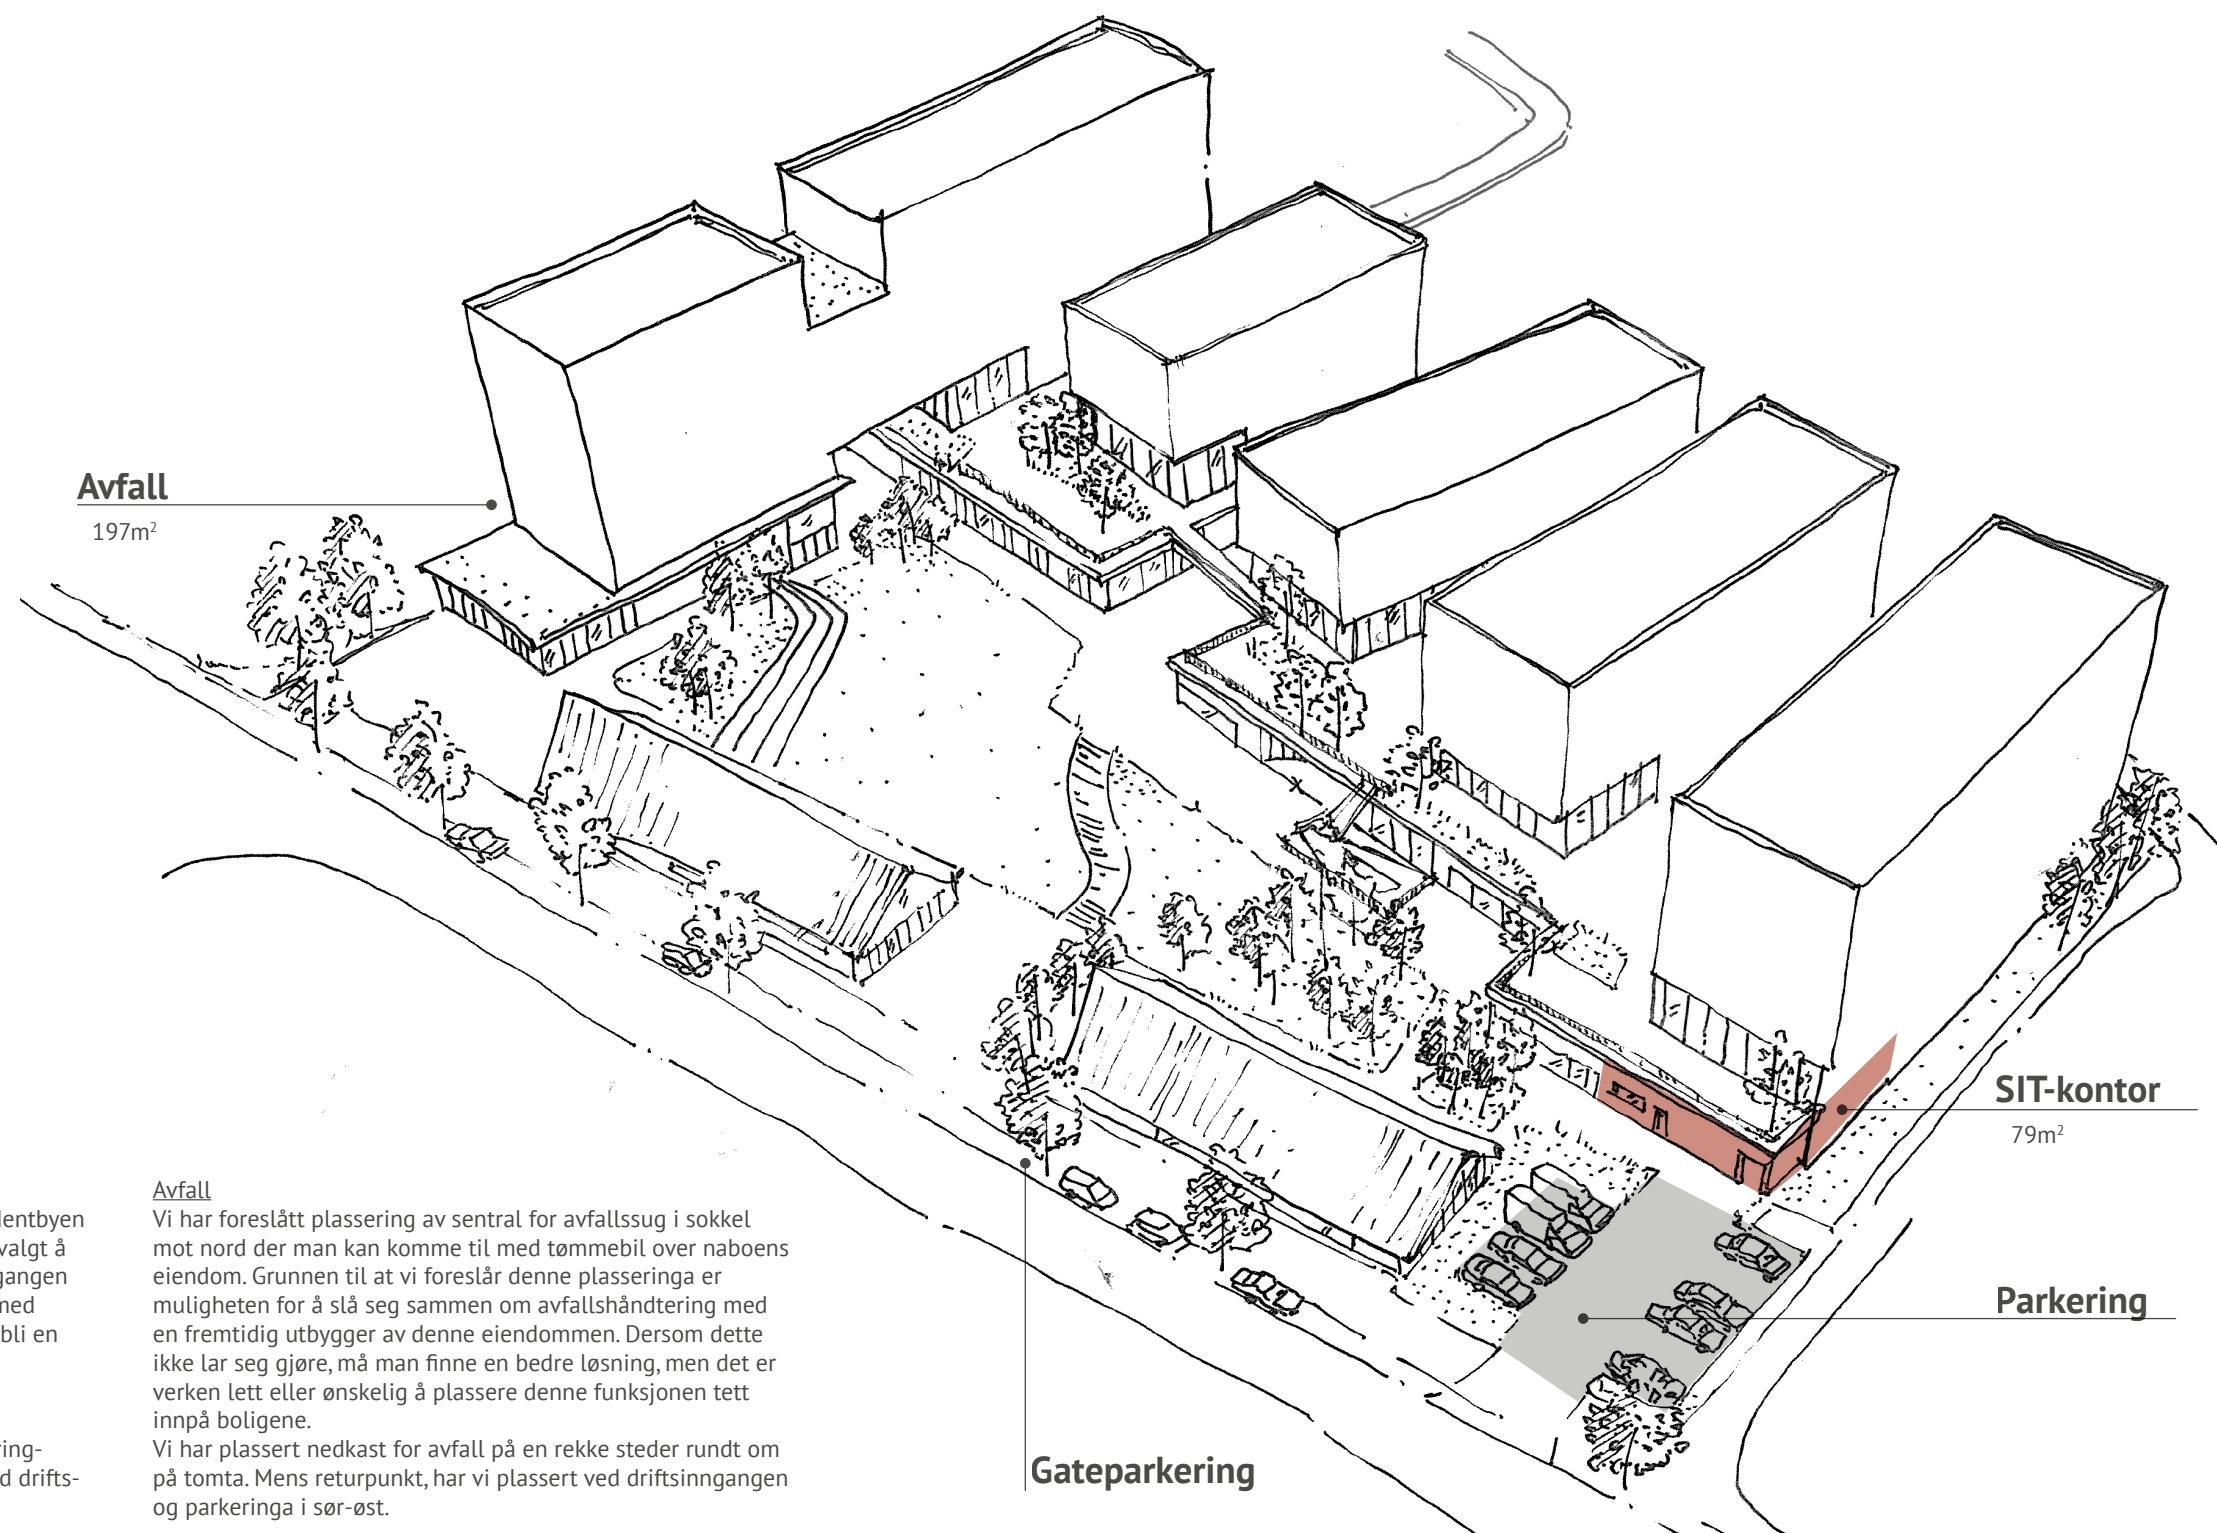 Avfall
197m²
SIT-kontor
79m²
Parkering
Gateparkering
valgt å
gangen
med
bli en
Avfall
Vi har foreslått plassering av sentral for avfallssug i sokkel
mot nord der man kan komme til med tømmebil over naboens
eiendom. Grunnen til at vi foreslår denne plasseringa er
muligheten for å slå seg sammen om avfallshåndtering med
en fremtidig utbygger av denne eiendommen. Dersom dette
ikke lar seg gjøre, må man finne en bedre løsning, men det er
verken lett eller ønskelig å plassere denne funksjonen tett
innpå boligene.
Vi har plassert nedkast for avfall på en rekke steder rundt om
på tomta. Mens returpunkt, har vi plassert ved driftsinngangen
og parkeringa i sør-øst.